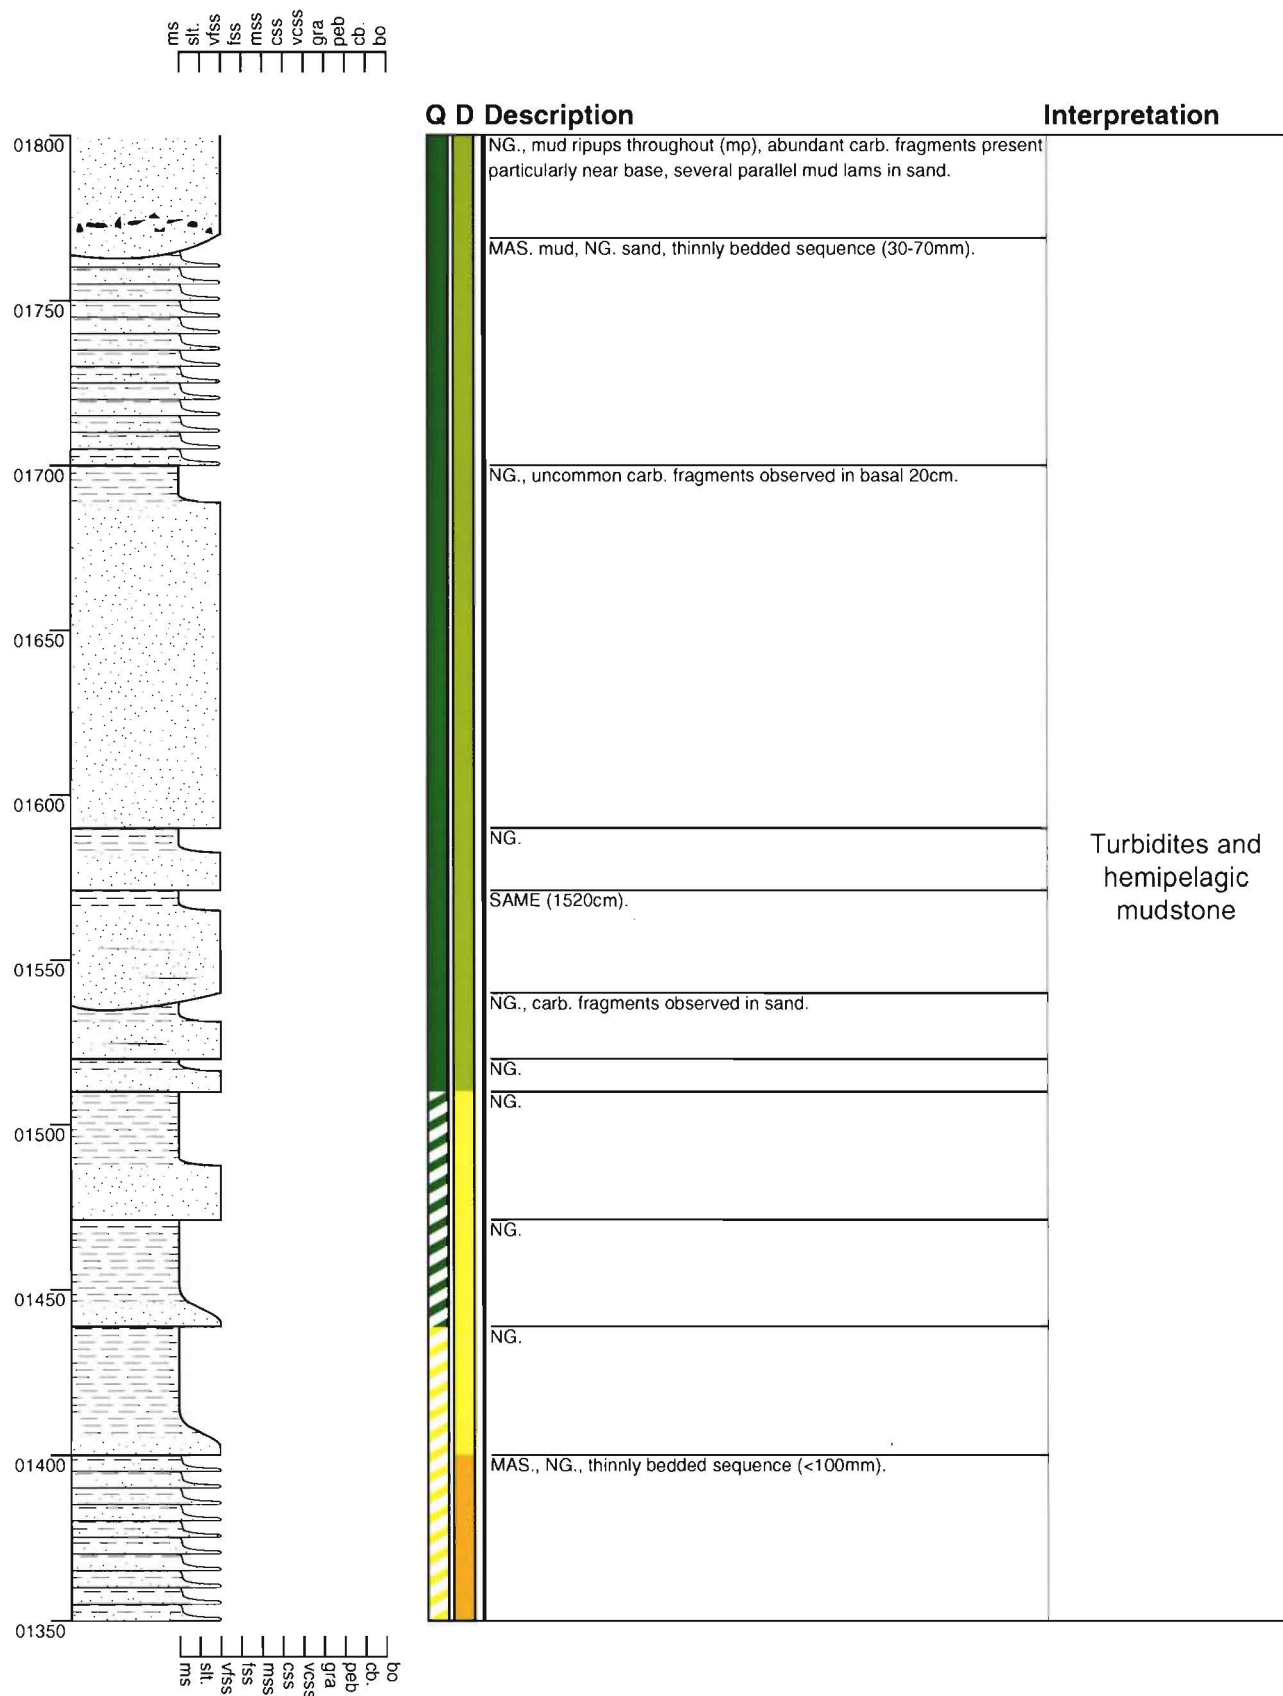 ms slt. vfss fss mss css vcss gra peb cb. bo
Q D Description Interpretation
01800
NG., mud ripups throughout (mp), abundant carb. fragments present
particularly near base, several parallel mud lams in sand.
MAS. mud, NG. sand, thinnly bedded sequence (30-70mm).
01750
01700
NG., uncommon carb. fragments observed in basal 20cm.
01650
01600
NG.
Turbidites and
hemipelagic
mudstone
SAME (1520cm).
01550
NG., carb. fragments observed in sand.
NG.
NG.
01500
NG.
01450
NG.
01400
MAS., NG., thinnly bedded sequence (<100mm).
01350
ms slt. vfss fss mss css vcss gra peb cb. bo